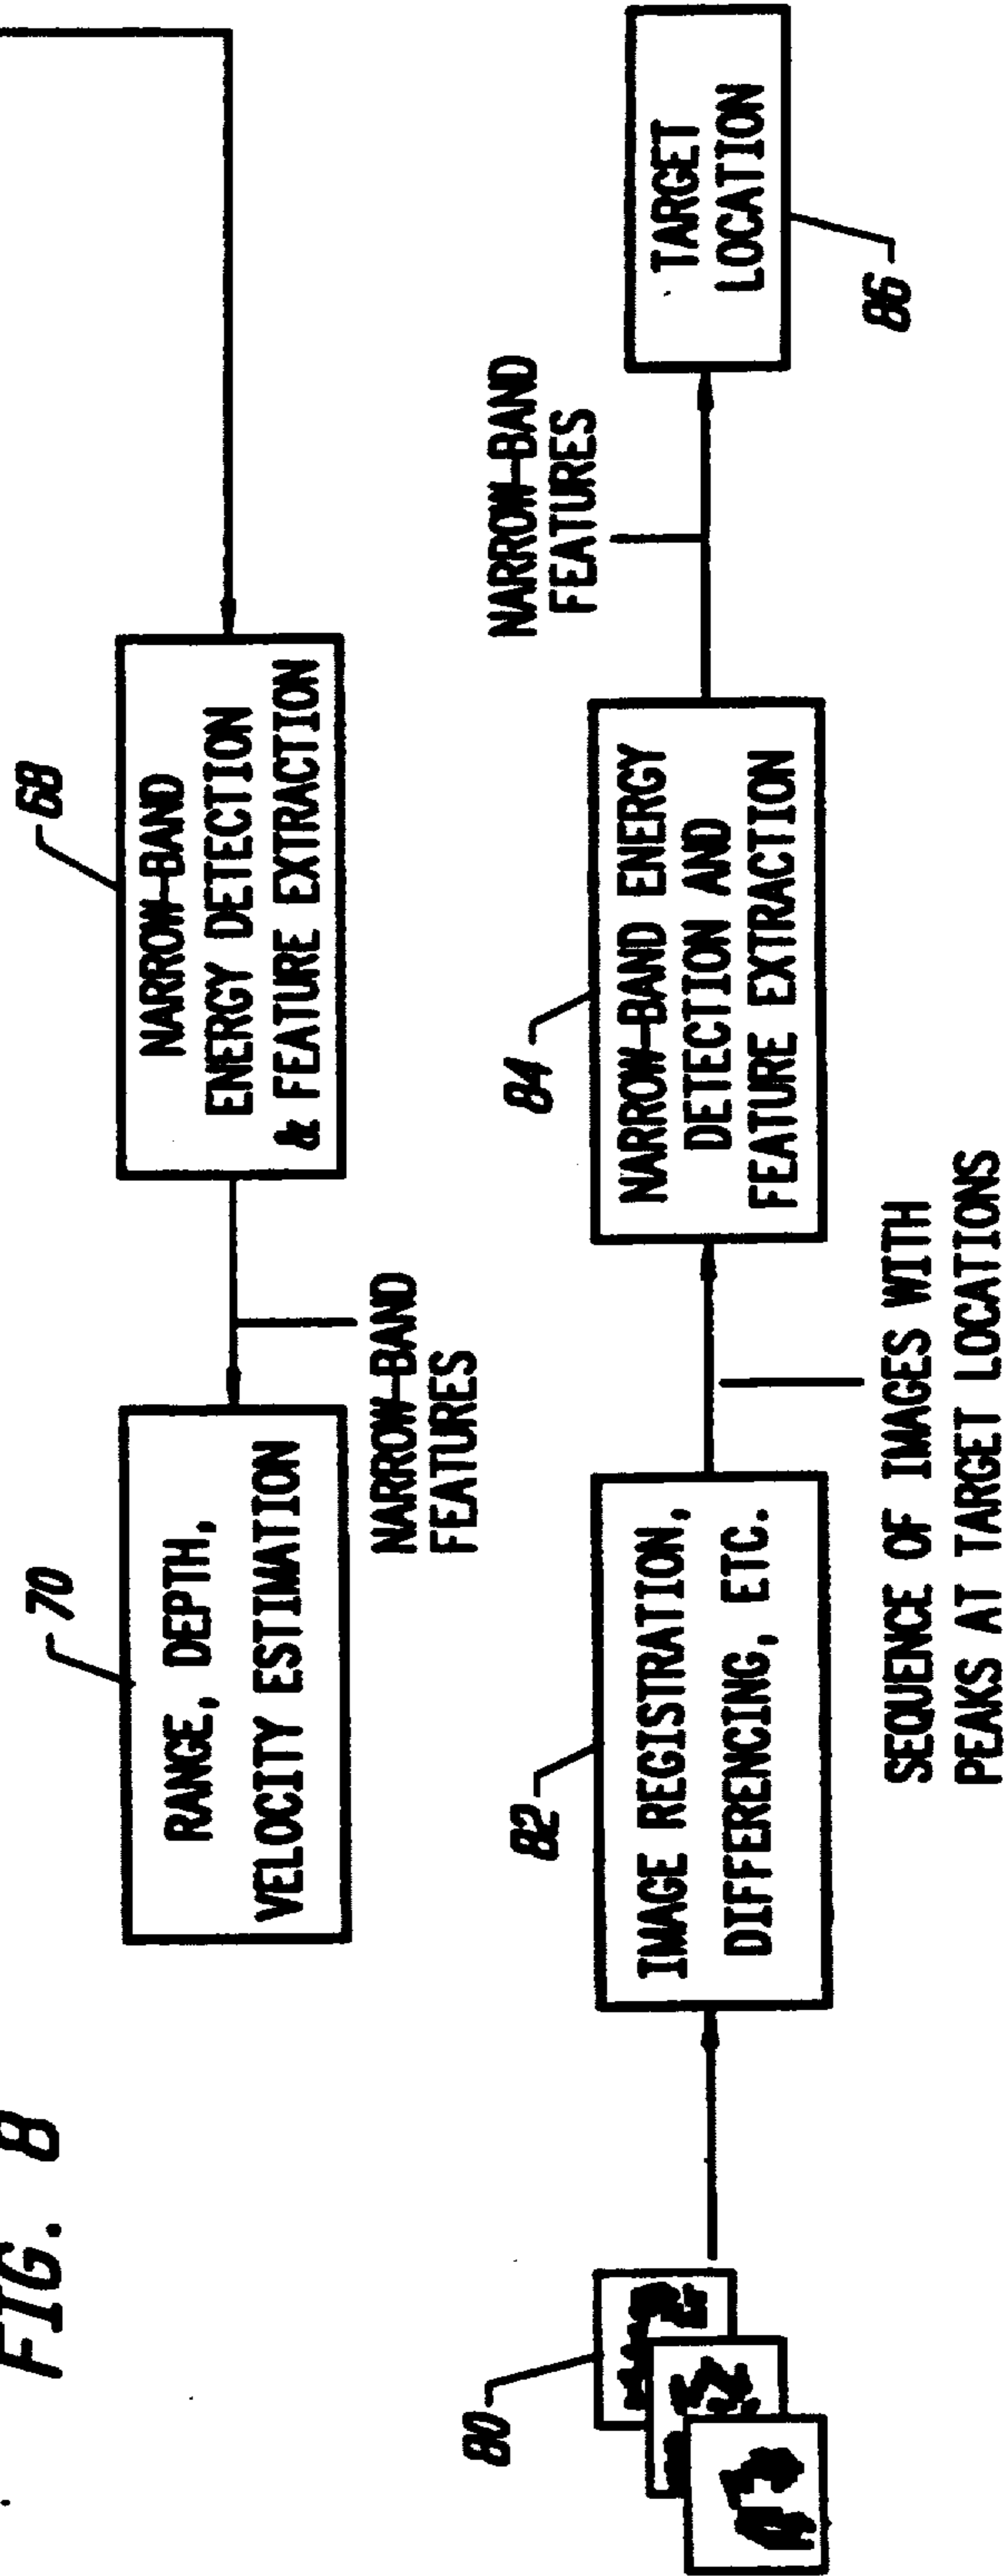 FIG. 8
70
RANGE, DEPTH,
VELOCITY ESTIMATION
NARROW-BAND
FEATURES
68
NARROW-BAND
ENERGY DETECTION
& FEATURE EXTRACTION
80
82
IMAGE REGISTRATION,
DIFFERENCING, ETC.
SEQUENCE OF IMAGES WITH
PEAKS AT TARGET LOCATIONS
84
NARROW-BAND ENERGY
DETECTION AND
FEATURE EXTRACTION
NARROW-BAND
FEATURES
TARGET
LOCATION
86